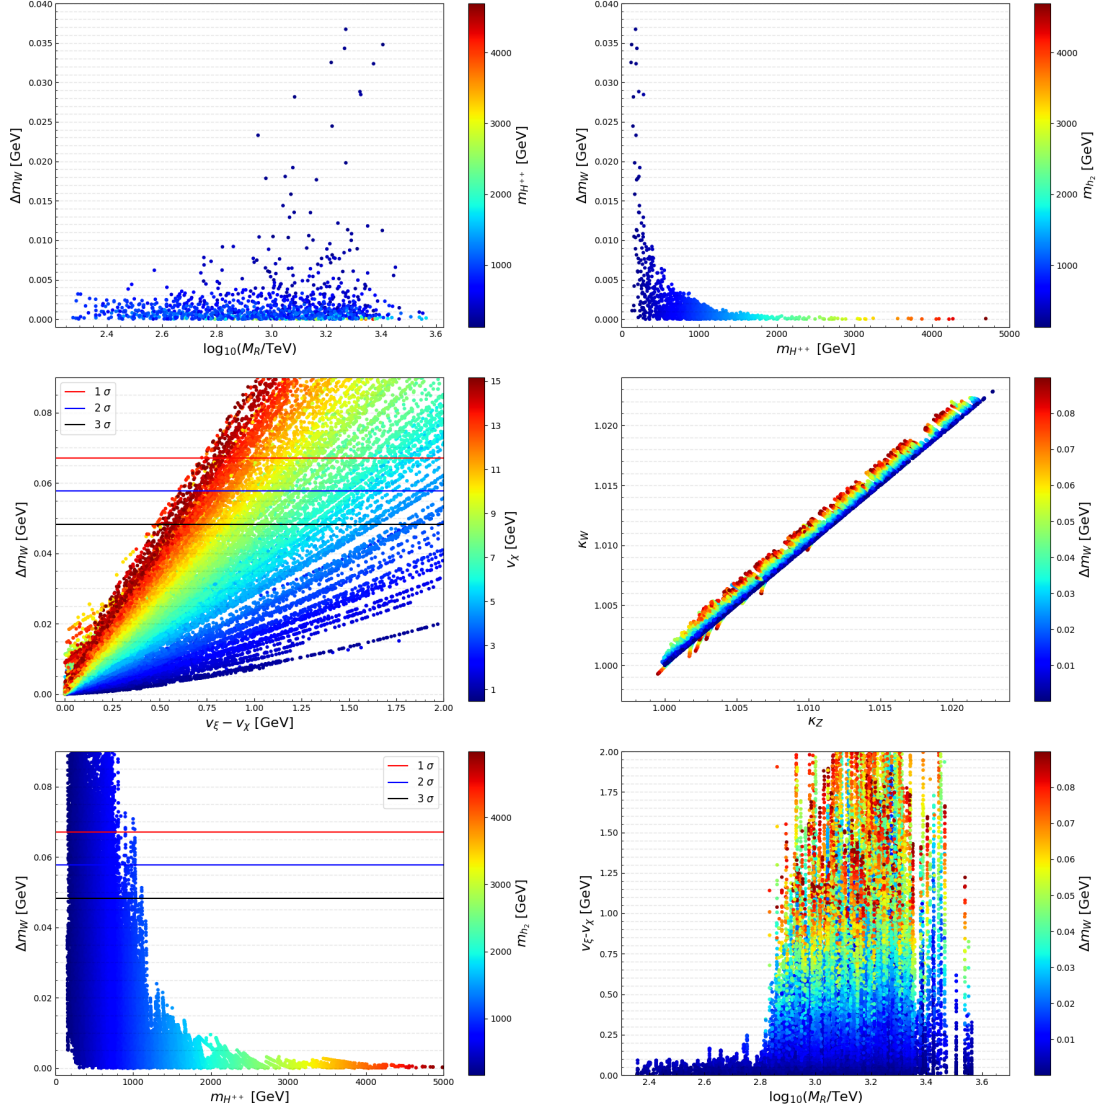 0.040
0.035
0.030
0.025
0.020
0.015
0.010
0.005
0.000
Δm_W [GeV]
2.4 2.6 2.8 3.0 3.2 3.4 3.6
log₁₀(M_R/TeV)
4000
3000
2000
1000
m_{H⁺⁺} [GeV]
0.040
0.035
0.030
0.025
0.020
0.015
0.010
0.005
0.000
Δm_W [GeV]
0 1000 2000 3000 4000 5000
m_{H⁺⁺} [GeV]
4000
3000
2000
1000
m_{h₂} [GeV]
1 σ
2 σ
3 σ
0.08
0.06
0.04
0.02
0.00
Δm_W [GeV]
0.00 0.25 0.50 0.75 1.00 1.25 1.50 1.75 2.00
v_ξ − v_χ [GeV]
15
13
11
9
7
5
3
1
v_χ [GeV]
1.020
1.015
1.010
1.005
1.000
κ_W
1.000 1.005 1.010 1.015 1.020
κ_Z
0.08
0.07
0.06
0.05
0.04
0.03
0.02
0.01
Δm_W [GeV]
1 σ
2 σ
3 σ
0.08
0.06
0.04
0.02
0.00
Δm_W [GeV]
0 1000 2000 3000 4000 5000
m_{H⁺⁺} [GeV]
4000
3000
2000
1000
m_{h₂} [GeV]
2.00
1.75
1.50
1.25
1.00
0.75
0.50
0.25
0.00
v_ξ-v_χ [GeV]
2.4 2.6 2.8 3.0 3.2 3.4 3.6
log₁₀(M_R/TeV)
0.08
0.07
0.06
0.05
0.04
0.03
0.02
0.01
Δm_W [GeV]